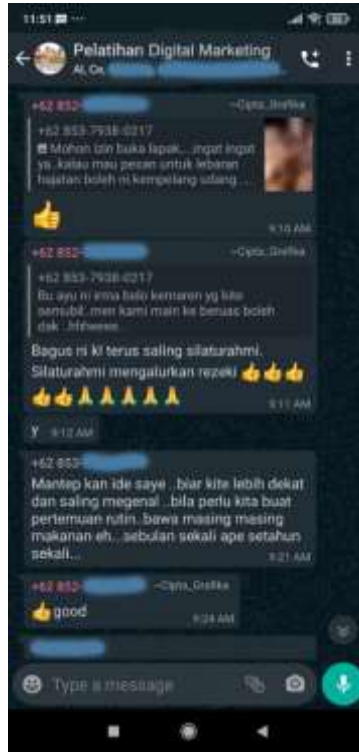 11:51
Pelatihan Digital Marketing
Al, Ce,
+62 852- ~Cipta_Grafika
+62 853-7938-0217
Mohon izin buka lapak....ingat ingat
ya..kalau mau pesan untuk lebaran
hajatan boleh ni kempelang udang....
9:10 AM
+62 852- ~Cipta_Grafika
+62 853-7938-0217
Bu ayu ni irma balo kemaren yg kite
semubil..men kami main ke beruas boleh
dak ..hhheeee..
Bagus ni kl terus saling silaturahmi.
Silaturahmi mengalurkan rezeki 👍👍👍
👍👍🙏🙏🙏🙏🙏
9:11 AM
Y 9:12 AM
+62 853-
Mantep kan ide saye ..biar kite lebih dekat
dan saling megenal ..bila perlu kita buat
pertemuan rutin..bawa masing masing
makanan eh...sebulan sekali ape setahun
sekali...
9:21 AM
+62 852- ~Cipta_Grafika
👍good
9:24 AM
Type a message